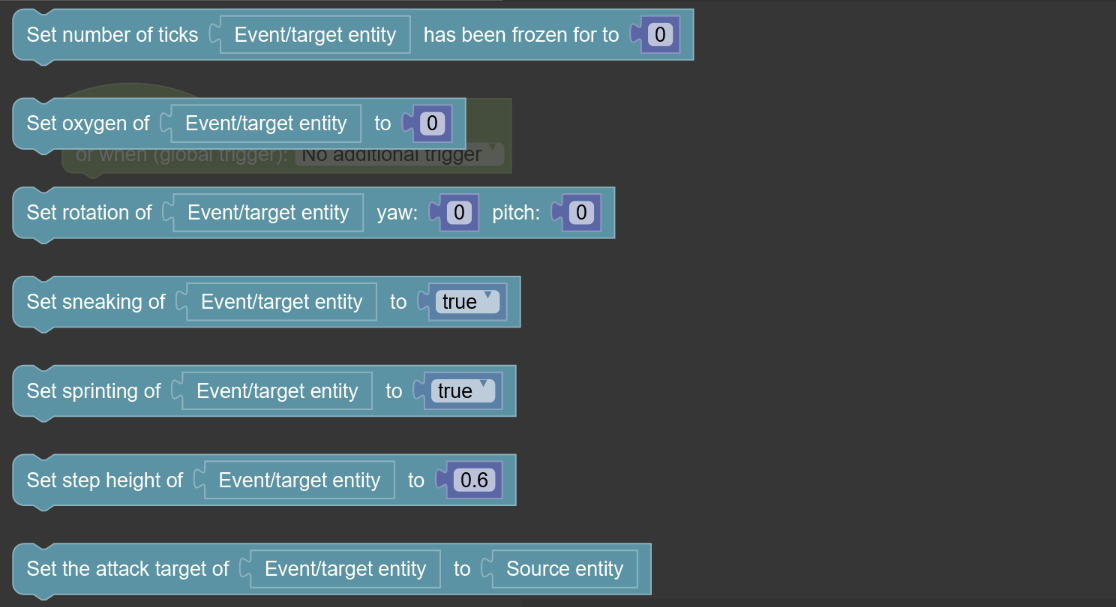 Set number of ticks Event/target entity has been frozen for to 0
Set oxygen of Event/target entity to 0
or when (global trigger): No additional trigger
Set rotation of Event/target entity yaw: 0 pitch: 0
Set sneaking of Event/target entity to true
Set sprinting of Event/target entity to true
Set step height of Event/target entity to 0.6
Set the attack target of Event/target entity to Source entity